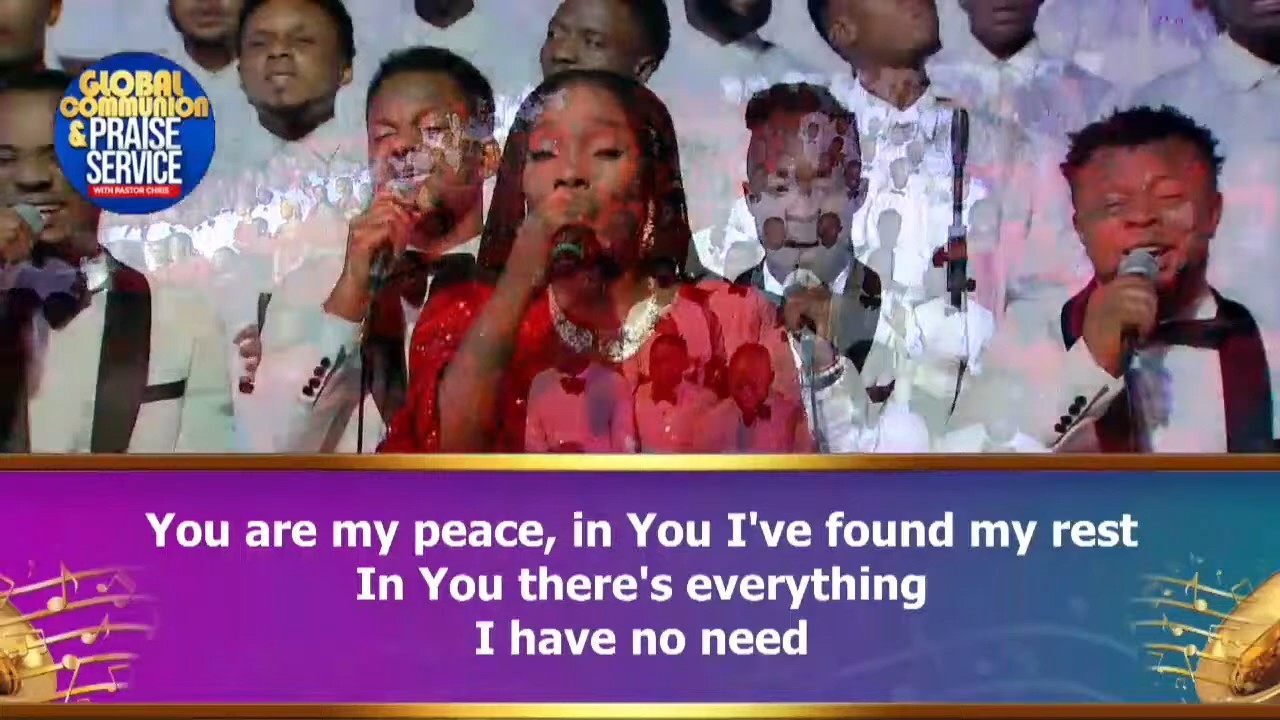 GLOBAL
COMMUNION
& PRAISE
SERVICE
WITH PASTOR CHRIS
You are my peace, in You I've found my rest
In You there's everything
I have no need